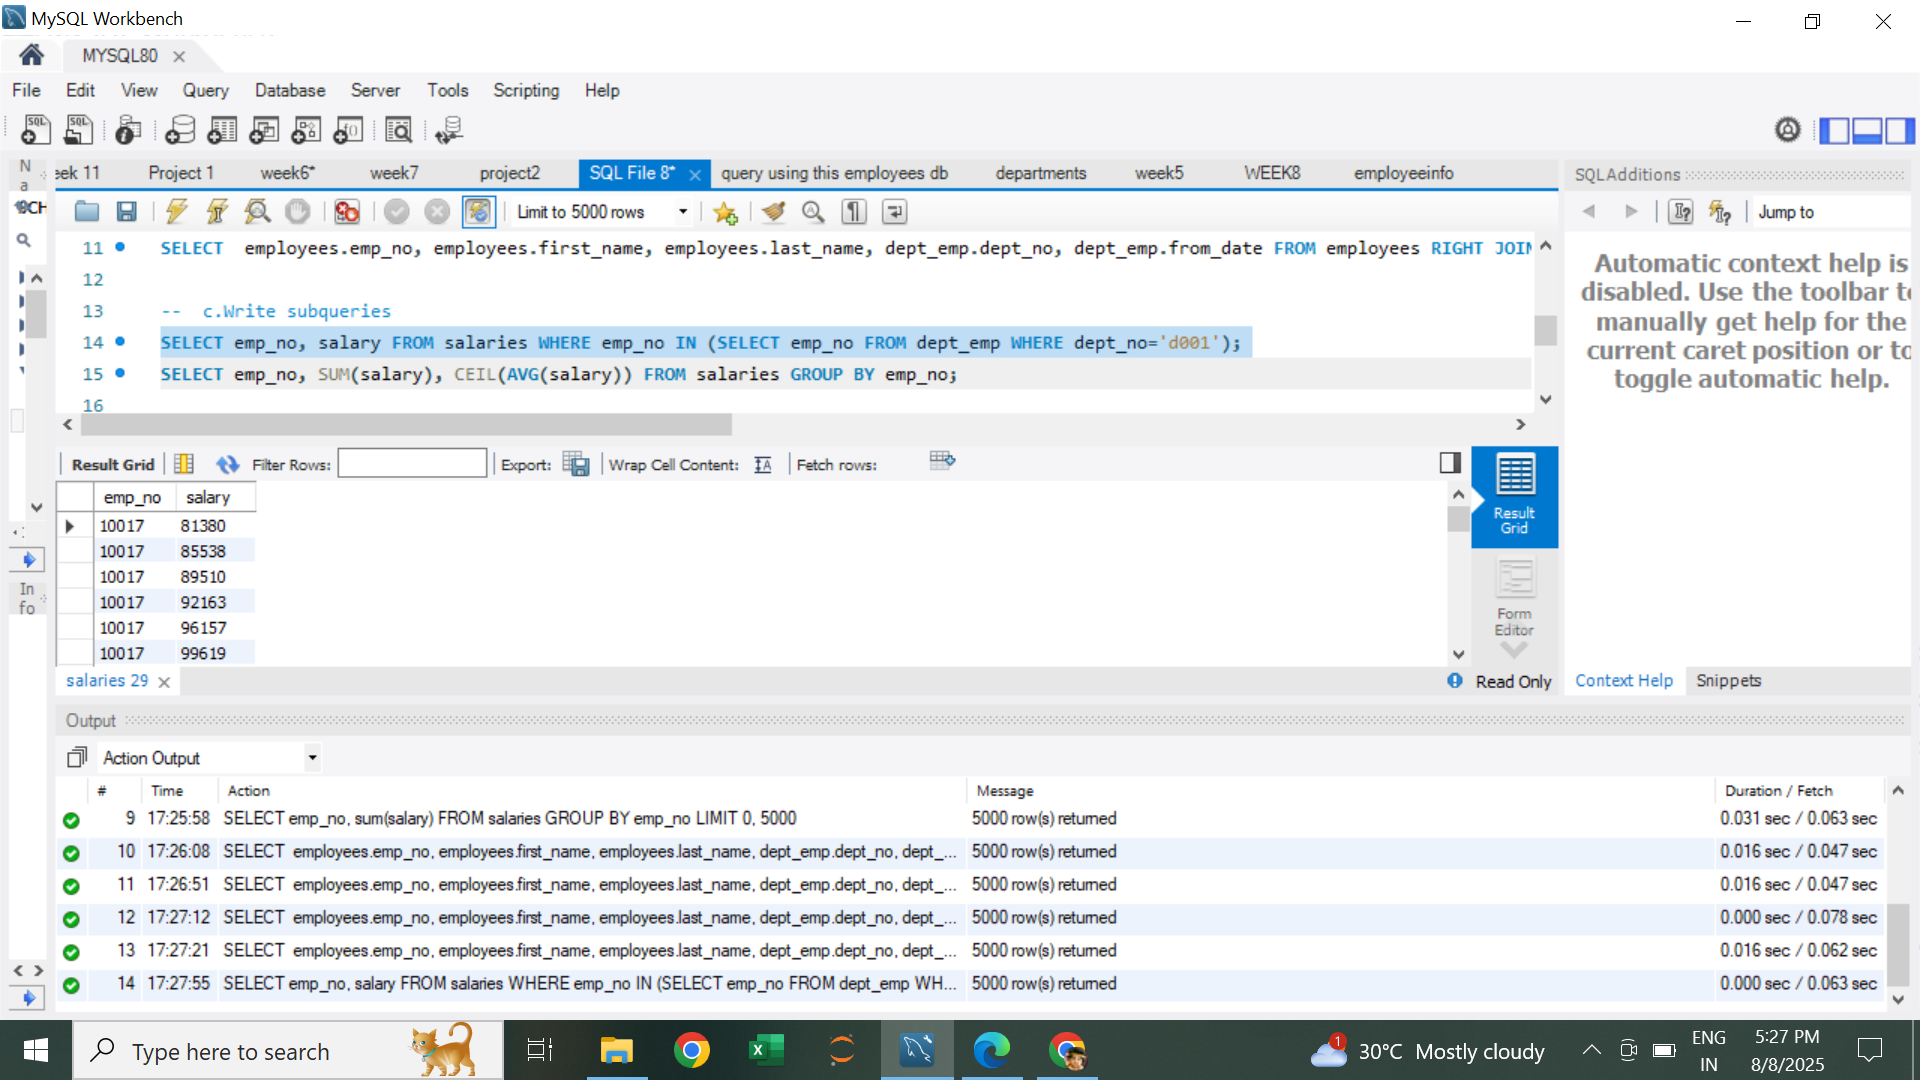 MySQL Workbench
MYSQL80
File Edit View Query Database Server Tools Scripting Help
eek 11 Project 1 week6* week7 project2 SQL File 8* query using this employees db departments week5 WEEK8 employeeinfo
SQLAdditions
N
a
SCH
Limit to 5000 rows
Jump to
11 SELECT employees.emp_no, employees.first_name, employees.last_name, dept_emp.dept_no, dept_emp.from_date FROM employees RIGHT JOIN
12
13 -- c.Write subqueries
14 SELECT emp_no, salary FROM salaries WHERE emp_no IN (SELECT emp_no FROM dept_emp WHERE dept_no='d001');
15 SELECT emp_no, SUM(salary), CEIL(AVG(salary)) FROM salaries GROUP BY emp_no;
16
Automatic context help is
disabled. Use the toolbar to
manually get help for the
current caret position or to
toggle automatic help.
Result Grid Filter Rows: Export: Wrap Cell Content: Fetch rows:
emp_no salary
10017 81380
10017 85538
10017 89510
10017 92163
10017 96157
10017 99619
Result
Grid
Form
Editor
In
fo
salaries 29
Read Only
Context Help Snippets
Output
Action Output
# Time Action Message Duration / Fetch
9 17:25:58 SELECT emp_no, sum(salary) FROM salaries GROUP BY emp_no LIMIT 0, 5000 5000 row(s) returned 0.031 sec / 0.063 sec
10 17:26:08 SELECT employees.emp_no, employees.first_name, employees.last_name, dept_emp.dept_no, dept_... 5000 row(s) returned 0.016 sec / 0.047 sec
11 17:26:51 SELECT employees.emp_no, employees.first_name, employees.last_name, dept_emp.dept_no, dept_... 5000 row(s) returned 0.016 sec / 0.047 sec
12 17:27:12 SELECT employees.emp_no, employees.first_name, employees.last_name, dept_emp.dept_no, dept_... 5000 row(s) returned 0.000 sec / 0.078 sec
13 17:27:21 SELECT employees.emp_no, employees.first_name, employees.last_name, dept_emp.dept_no, dept_... 5000 row(s) returned 0.016 sec / 0.062 sec
14 17:27:55 SELECT emp_no, salary FROM salaries WHERE emp_no IN (SELECT emp_no FROM dept_emp WH... 5000 row(s) returned 0.000 sec / 0.063 sec
Type here to search
1
30°C Mostly cloudy
ENG
IN
5:27 PM
8/8/2025